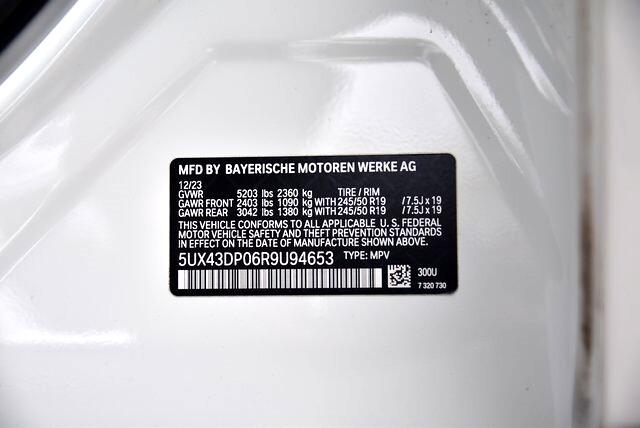 MFD BY BAYERISCHE MOTOREN WERKE AG
12/23
GVWR 5203 lbs 2360 kg TIRE / RIM
GAWR FRONT 2403 lbs 1090 kg WITH 245/50 R19 / 7.5J x 19
GAWR REAR 3042 lbs 1380 kg WITH 245/50 R19 / 7.5J x 19
THIS VEHICLE CONFORMS TO ALL APPLICABLE U.S. FEDERAL
MOTOR VEHICLE SAFETY AND THEFT PREVENTION STANDARDS
IN EFFECT ON THE DATE OF MANUFACTURE SHOWN ABOVE.
5UX43DP06R9U94653 TYPE: MPV
300U
7 320 730